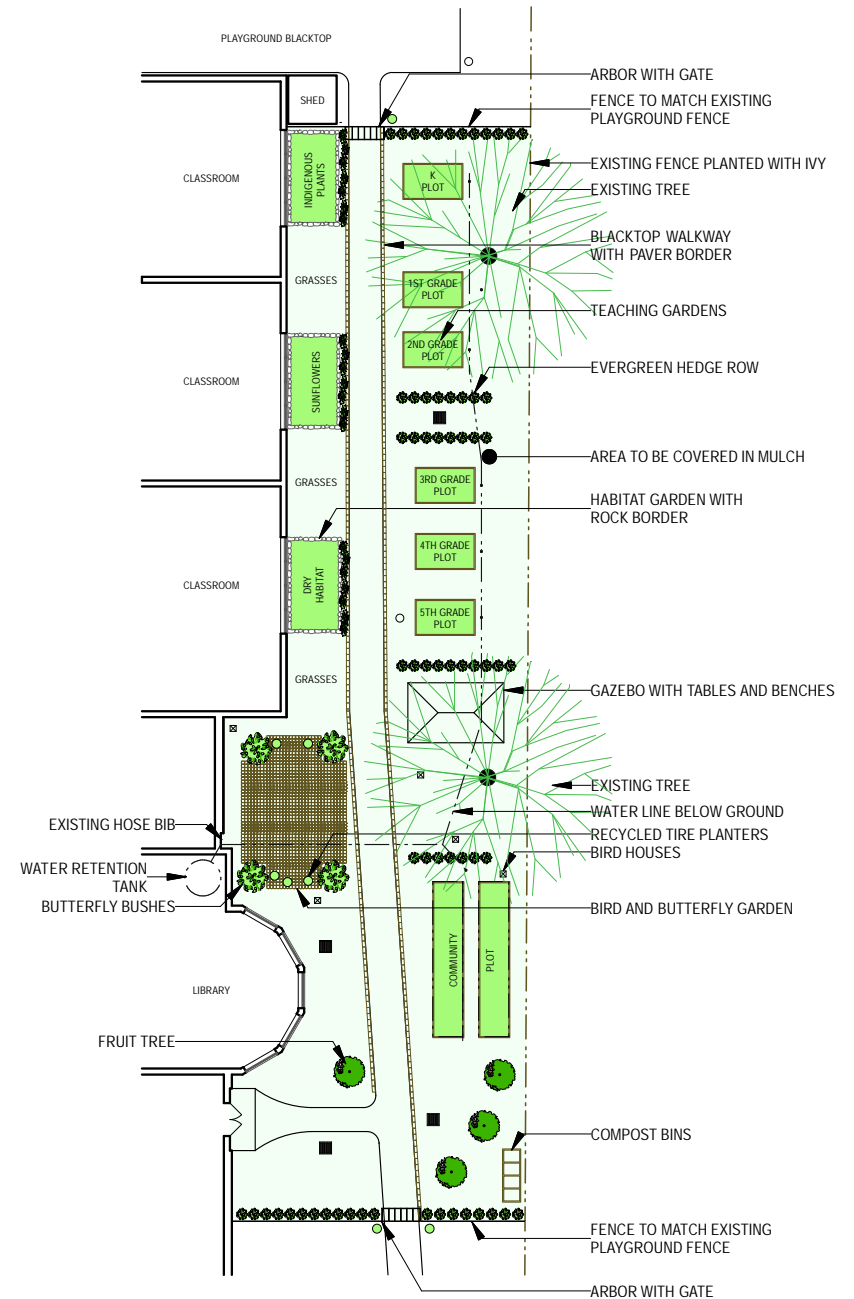 PLAYGROUND BLACKTOP
ARBOR WITH GATE
SHED
FENCE TO MATCH EXISTING
PLAYGROUND FENCE
CLASSROOM
INDIGENOUS
PLANTS
K
PLOT
EXISTING FENCE PLANTED WITH IVY
EXISTING TREE
BLACKTOP WALKWAY
WITH PAVER BORDER
GRASSES
1ST GRADE
PLOT
TEACHING GARDENS
2ND GRADE
PLOT
CLASSROOM
SUNFLOWERS
EVERGREEN HEDGE ROW
AREA TO BE COVERED IN MULCH
GRASSES
3RD GRADE
PLOT
HABITAT GARDEN WITH
ROCK BORDER
4TH GRADE
PLOT
CLASSROOM
DRY
HABITAT
5TH GRADE
PLOT
GRASSES
GAZEBO WITH TABLES AND BENCHES
EXISTING TREE
WATER LINE BELOW GROUND
EXISTING HOSE BIB
RECYCLED TIRE PLANTERS
BIRD HOUSES
WATER RETENTION
TANK
BUTTERFLY BUSHES
BIRD AND BUTTERFLY GARDEN
COMMUNITY
PLOT
LIBRARY
FRUIT TREE
COMPOST BINS
FENCE TO MATCH EXISTING
PLAYGROUND FENCE
ARBOR WITH GATE